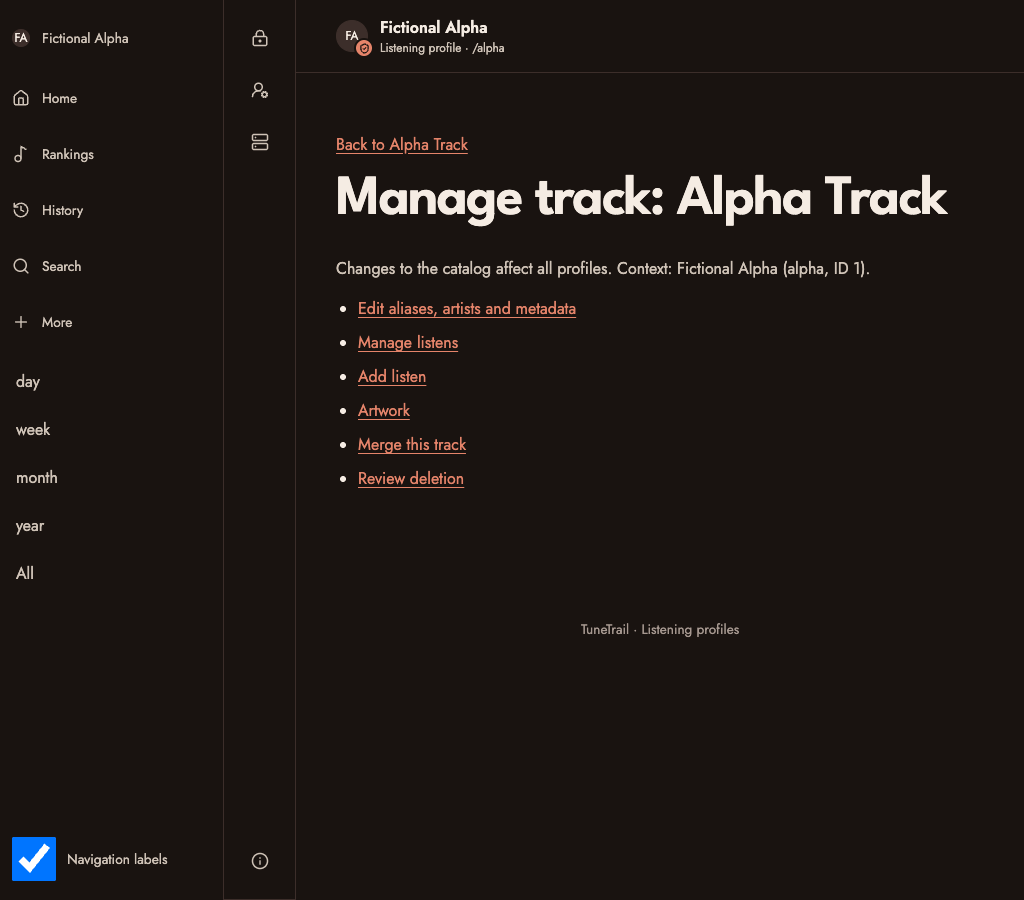 FA Fictional Alpha
Home
Rankings
History
Search
More
day
week
month
year
All
Navigation labels
FA
Fictional Alpha
Listening profile · /alpha
Back to Alpha Track
Manage track: Alpha Track
Changes to the catalog affect all profiles. Context: Fictional Alpha (alpha, ID 1).
Edit aliases, artists and metadata
Manage listens
Add listen
Artwork
Merge this track
Review deletion
TuneTrail · Listening profiles